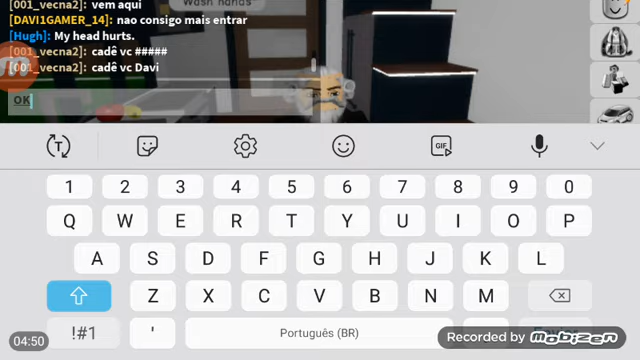 Wash hands
[001_vecna2]: vem aqui
[DAVI1GAMER_14]: nao consigo mais entrar
[Hugh]: My head hurts.
[001_vecna2]: cadê vc #####
[001_vecna2]: cadê vc Davi
OK
T
GIF
1 2 3 4 5 6 7 8 9 0
Q W E R T Y U I O P
A S D F G H J K L
Z X C V B N M
!#1 ' Português (BR)
04:50
Recorded by mobizen